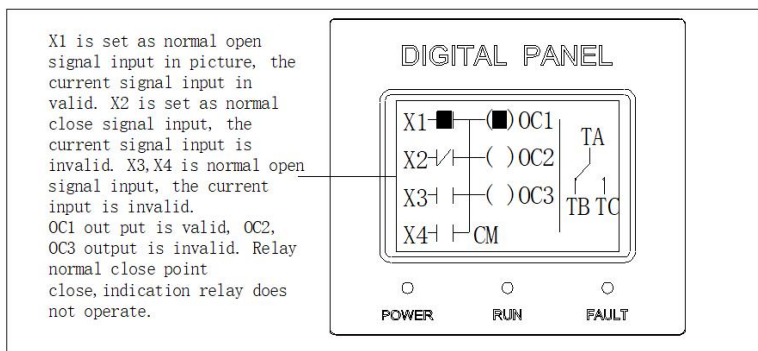 X1 is set as normal open
signal input in picture, the
current signal input in
valid. X2 is set as normal
close signal input, the
current signal input is
invalid. X3,X4 is normal open
signal input, the current
input is invalid.
OC1 out put is valid, OC2,
OC3 output is invalid. Relay
normal close point
close,indication relay does
not operate.
DIGITAL PANEL
X1 OC1
X2 ( ) OC2
X3 ( ) OC3
X4 CM
TA
TB TC
POWER RUN FAULT